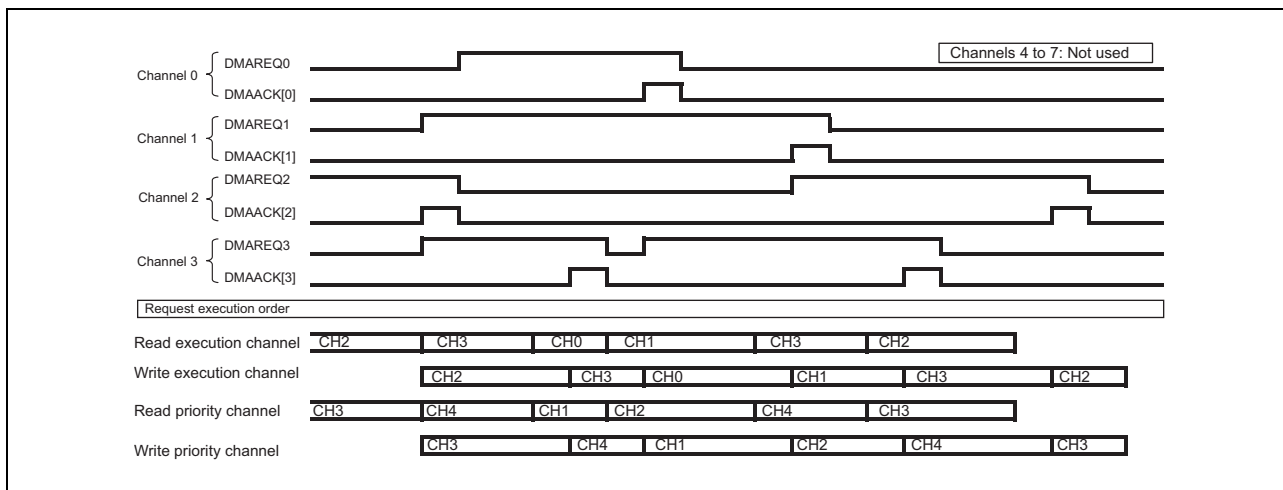 Channels 4 to 7: Not used
Channel 0
DMAREQ0
DMAACK[0]
Channel 1
DMAREQ1
DMAACK[1]
Channel 2
DMAREQ2
DMAACK[2]
Channel 3
DMAREQ3
DMAACK[3]
Request execution order
Read execution channel CH2 CH3 CH0 CH1 CH3 CH2
Write execution channel CH2 CH3 CH0 CH1 CH3 CH2
Read priority channel CH3 CH4 CH1 CH2 CH4 CH3
Write priority channel CH3 CH4 CH1 CH2 CH4 CH3